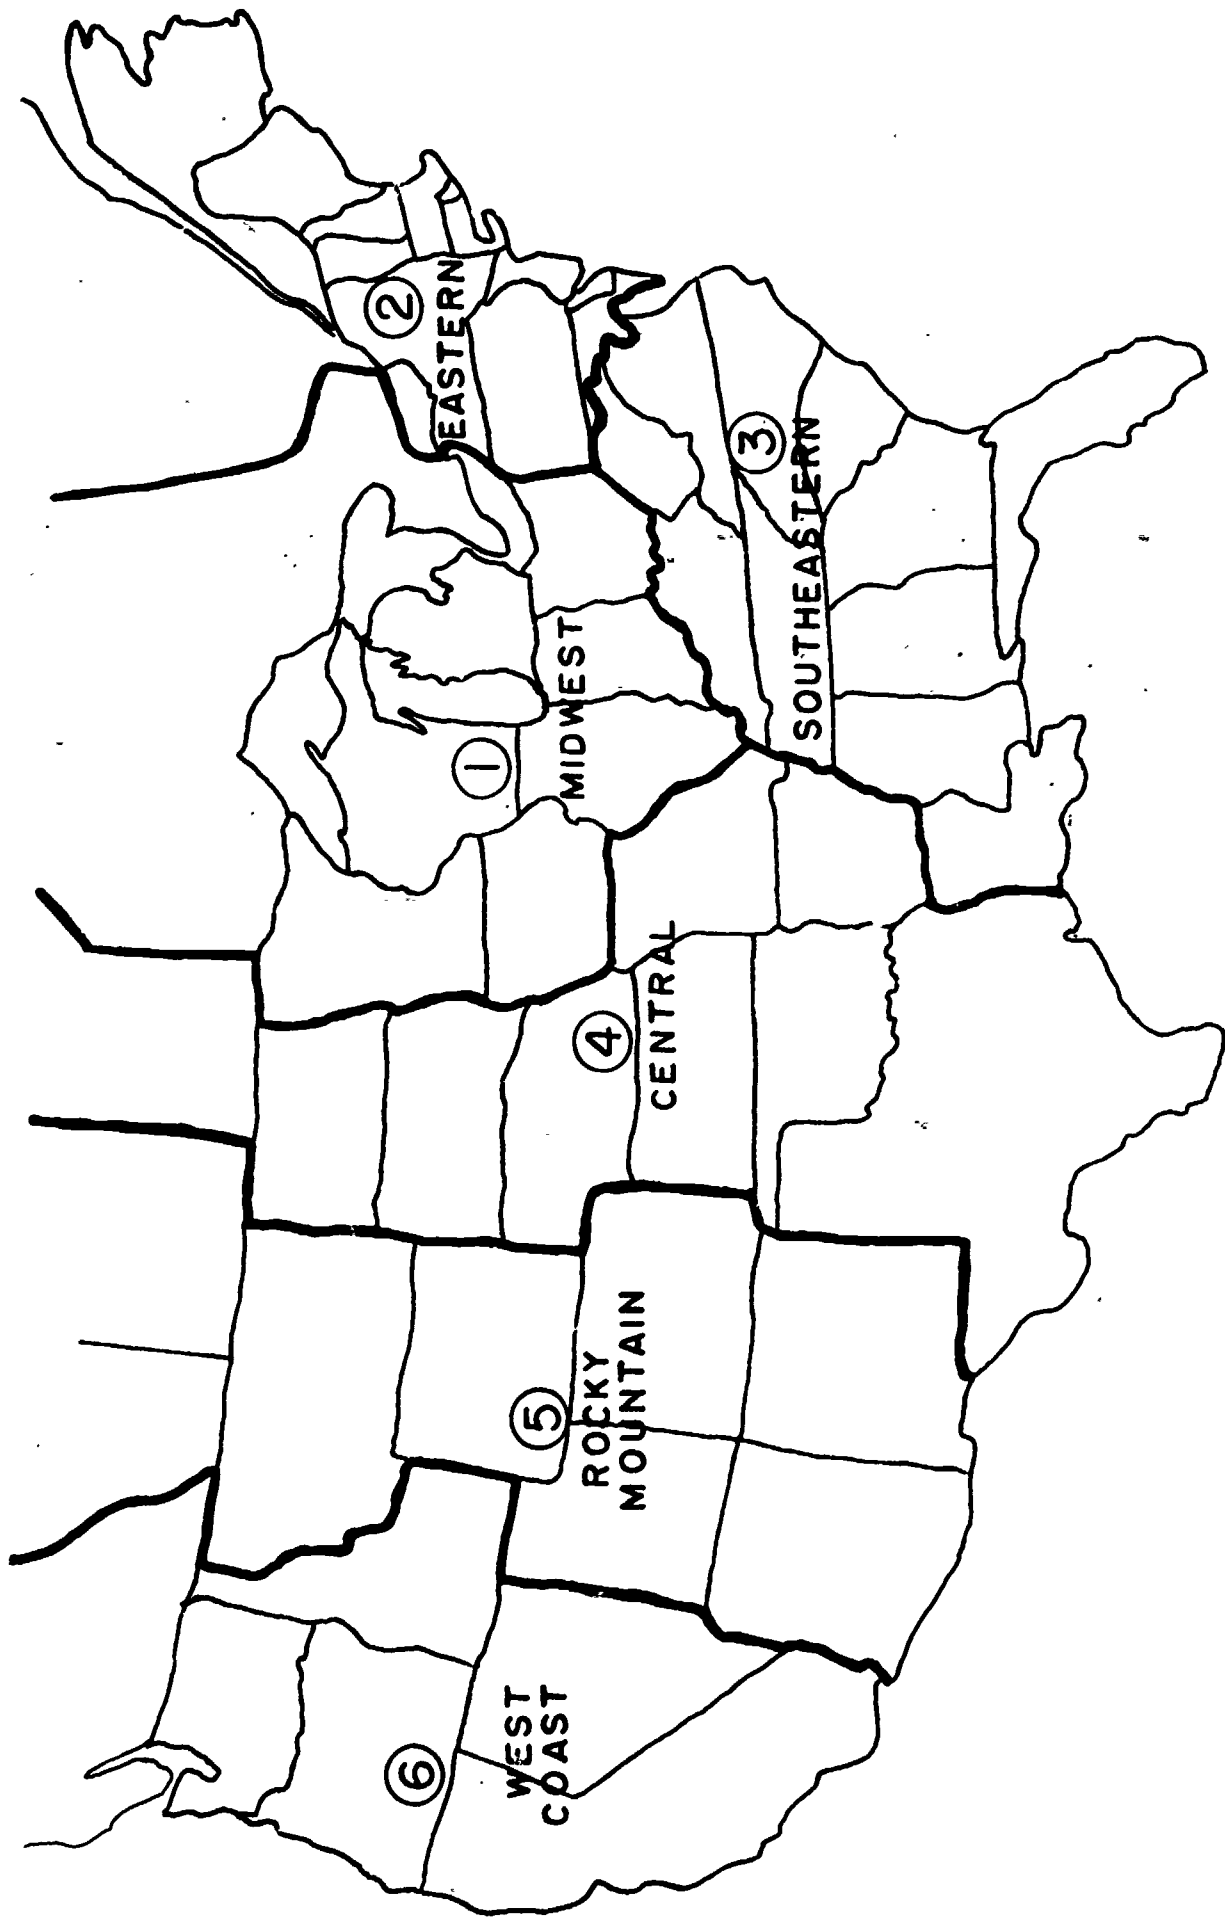 1
MIDWEST
2
EASTERN
3
SOUTHEASTERN
4
CENTRAL
5
ROCKY
MOUNTAIN
6
WEST
COAST